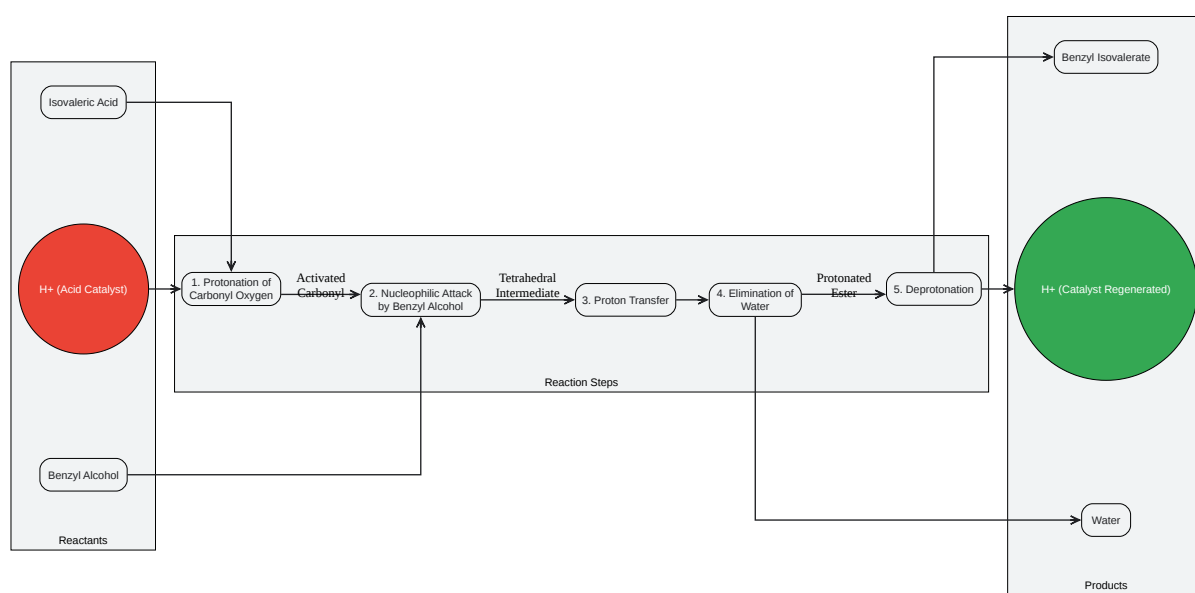 Isovaleric Acid
H+ (Acid Catalyst)
Benzyl Alcohol
Reactants
1. Protonation of
Carbonyl Oxygen
Activated
Carbonyl
2. Nucleophilic Attack
by Benzyl Alcohol
Tetrahedral
Intermediate
3. Proton Transfer
4. Elimination of
Water
Protonated
Ester
5. Deprotonation
Reaction Steps
Benzyl Isovalerate
H+ (Catalyst Regenerated)
Water
Products